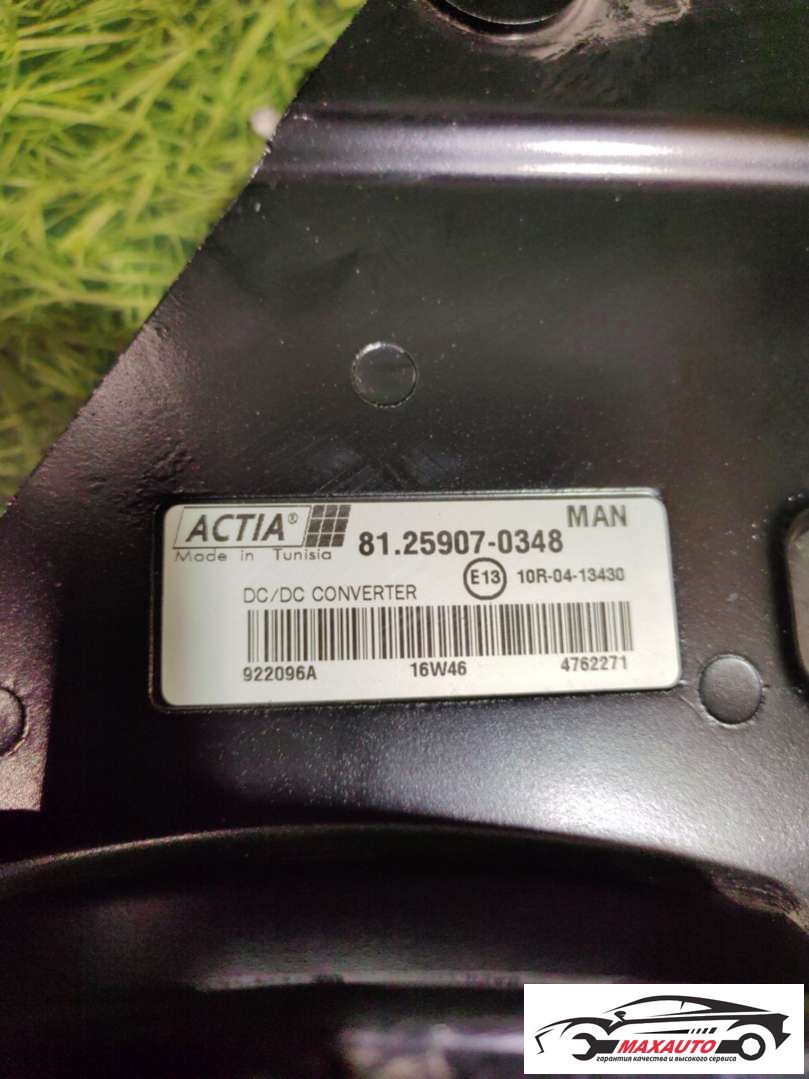 ACTIA® MAN
Made in Tunisia 81.25907-0348
DC/DC CONVERTER E13 10R-04-13430
922096A 16W46 4762271
MAXAUTO
гарантия качества и высокого сервиса